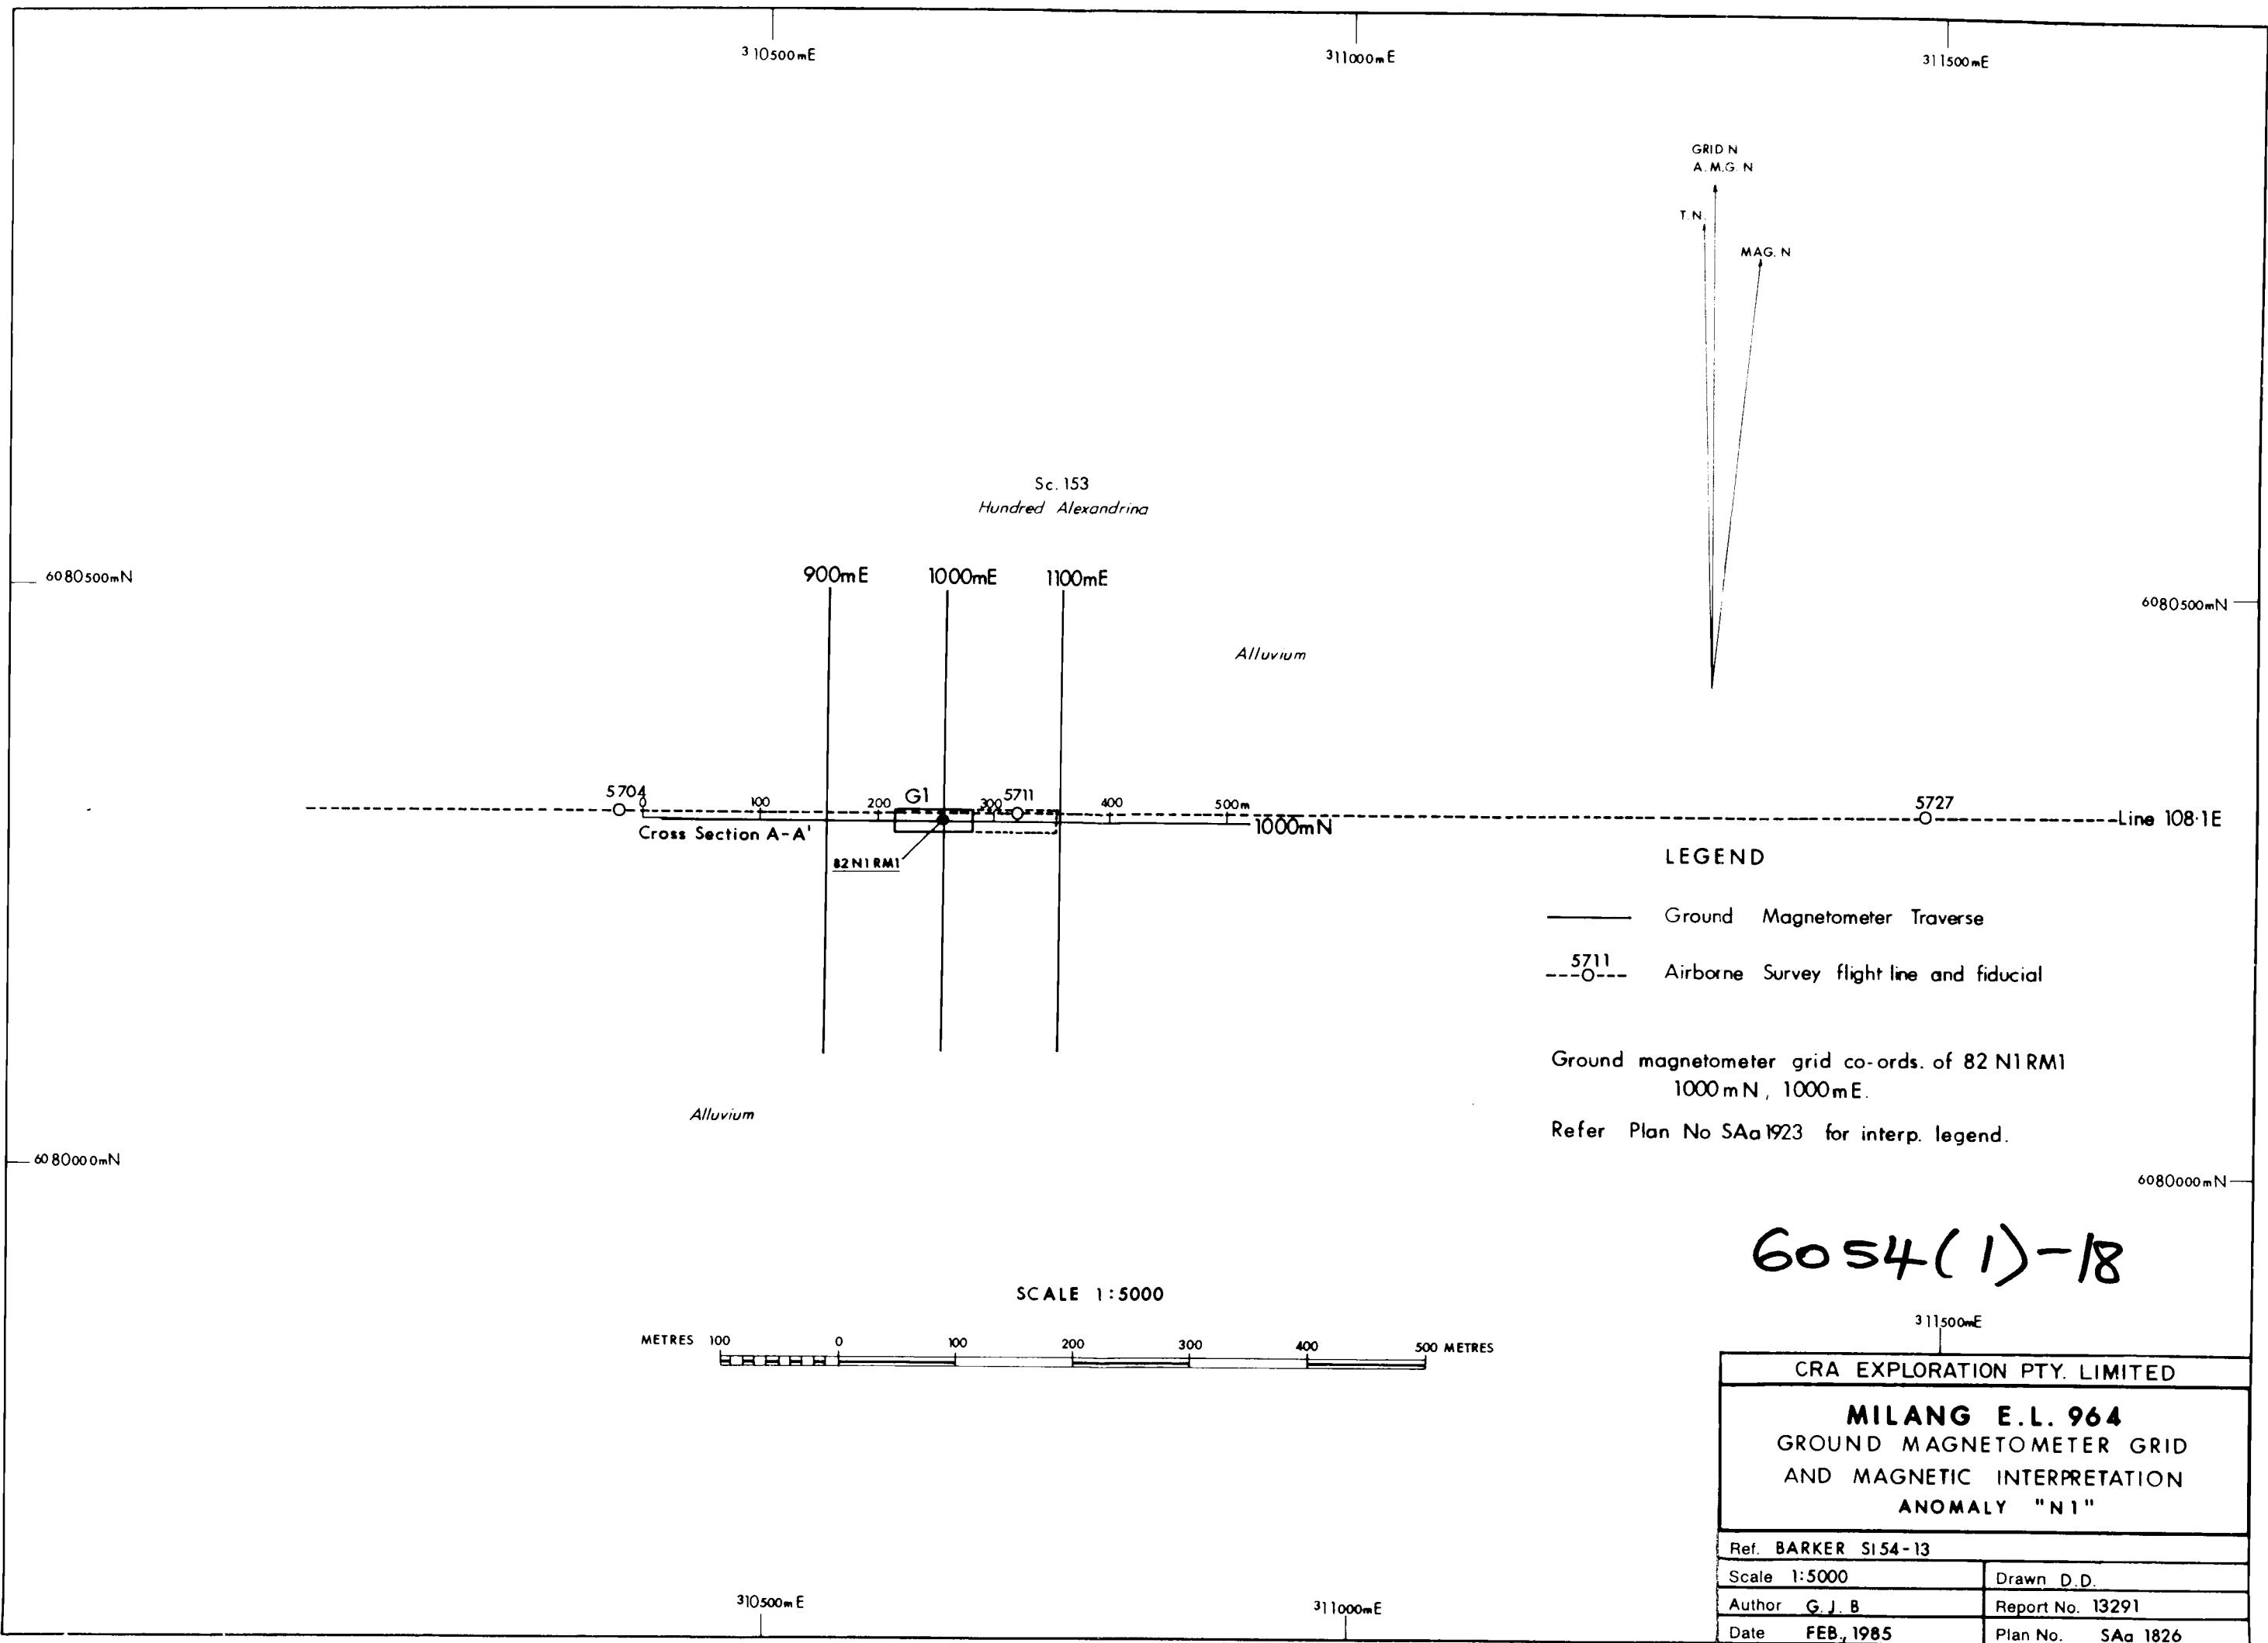 310500mE
311000mE
311500mE
GRID N
A.M.G. N
T.N.
MAG. N
Sc. 153
Hundred Alexandrina
6080500mN
900mE 1000mE 1100mE
6080500mN
Alluvium
5704 0 100 200 G1 300 5711 400 500m 5727
Line 108·1E
Cross Section A-A'
1000mN
82 N1 RM1
LEGEND
Ground Magnetometer Traverse
5711
Airborne Survey flight line and fiducial
Ground magnetometer grid co-ords. of 82 N1 RM1
1000mN, 1000mE.
Alluvium
Refer Plan No SAa 1923 for interp. legend.
6080000mN
6080000mN
6054(1)-18
SCALE 1:5000
311500mE
METRES 100 0 100 200 300 400 500 METRES
CRA EXPLORATION PTY. LIMITED
MILANG E.L. 964
GROUND MAGNETOMETER GRID
AND MAGNETIC INTERPRETATION
ANOMALY "N1"
Ref. BARKER SI 54-13
Scale 1:5000
Drawn D.D.
Author G.J.B
Report No. 13291
Date FEB., 1985
Plan No. SAa 1826
310500mE
311000mE